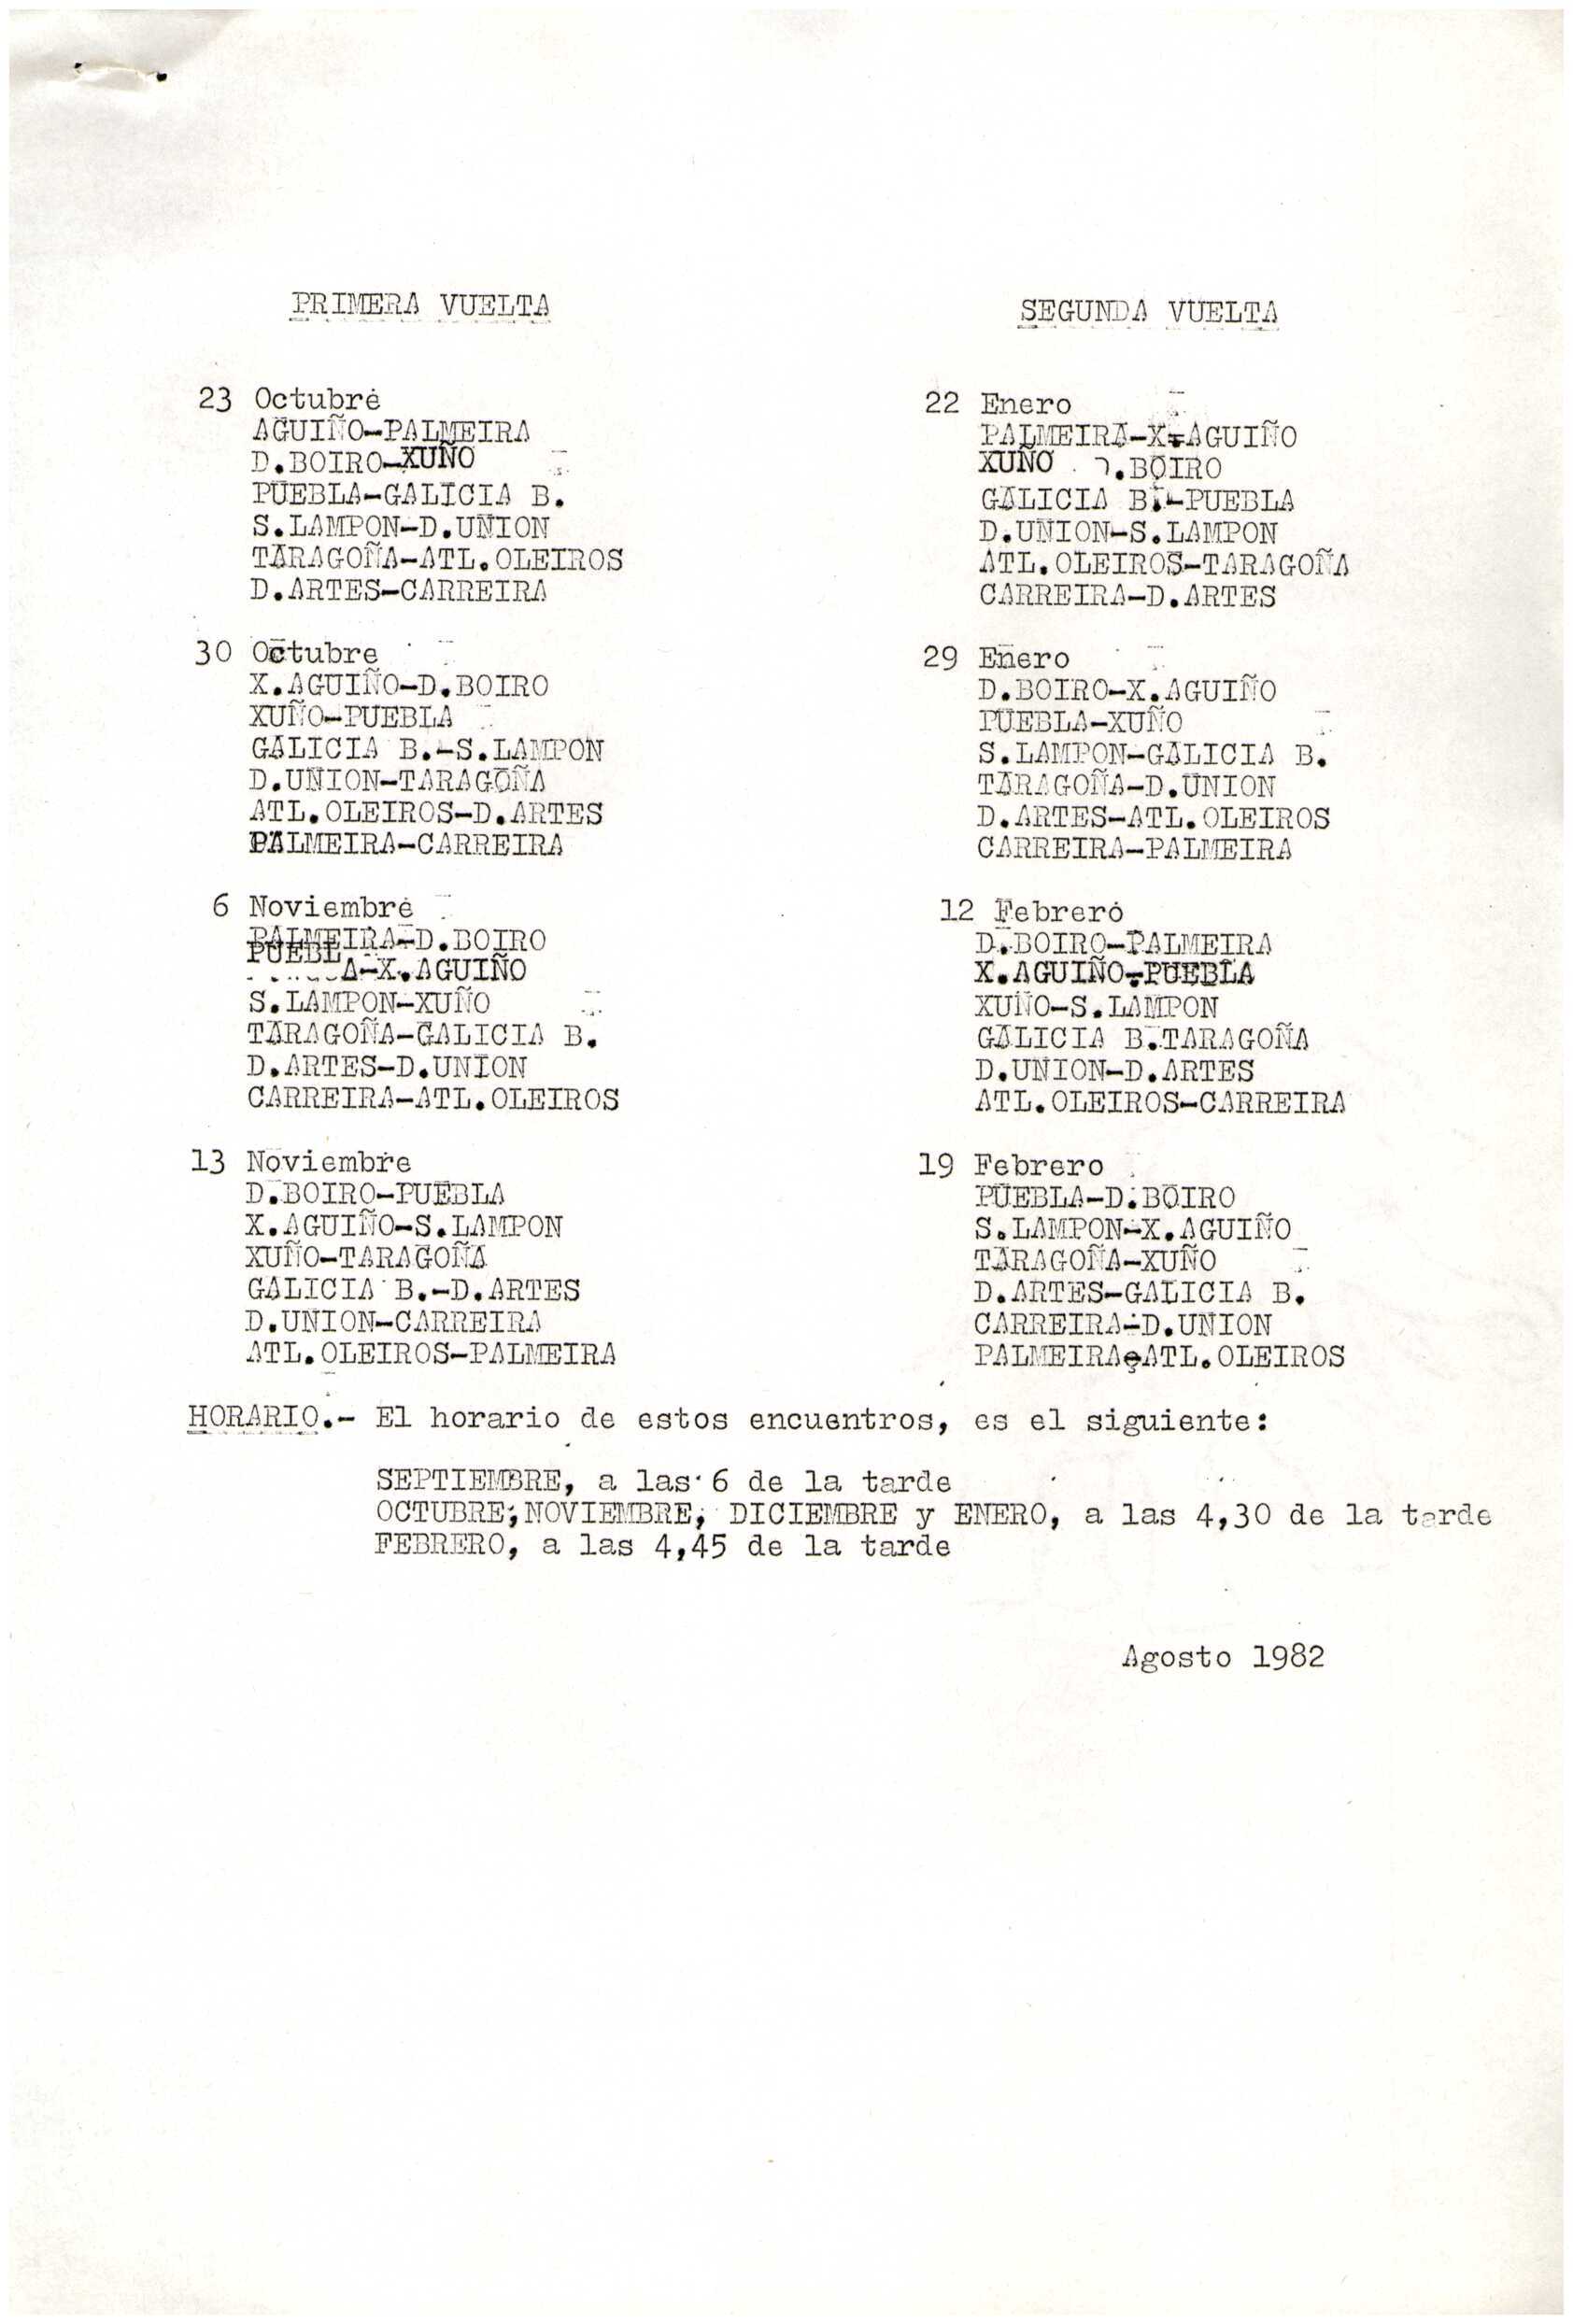 PRIMERA VUELTA
23 Octubre
AGUIÑO-PALMEIRA
D.BOIRO-XUÑO
PUEBLA-GALICIA B.
S.LAMPON-D.UNION
TARAGOÑA-ATL.OLEIROS
D.ARTES-CARREIRA
30 Octubre
X.AGUIÑO-D.BOIRO
XUÑO-PUEBLA
GALICIA B.-S.LAMPON
D.UNION-TARAGOÑA
ATL.OLEIROS-D.ARTES
PALMEIRA-CARREIRA
6 Noviembre
PALMEIRA-D.BOIRO
PUEBLA-X.AGUIÑO
S.LAMPON-XUÑO
TARAGOÑA-GALICIA B.
D.ARTES-D.UNION
CARREIRA-ATL.OLEIROS
13 Noviembre
D.BOIRO-PUEBLA
X.AGUIÑO-S.LAMPON
XUÑO-TARAGOÑA
GALICIA B.-D.ARTES
D.UNION-CARREIRA
ATL.OLEIROS-PALMEIRA
SEGUNDA VUELTA
22 Enero
PALMEIRA-X.AGUIÑO
XUÑO D.BOIRO
GALICIA B.-PUEBLA
D.UNION-S.LAMPON
ATL.OLEIROS-TARAGOÑA
CARREIRA-D.ARTES
29 Enero
D.BOIRO-X.AGUIÑO
PUEBLA-XUÑO
S.LAMPON-GALICIA B.
TARAGOÑA-D.UNION
D.ARTES-ATL.OLEIROS
CARREIRA-PALMEIRA
12 Febrero
D.BOIRO-PALMEIRA
X.AGUIÑO-PUEBLA
XUÑO-S.LAMPON
GALICIA B.TARAGOÑA
D.UNION-D.ARTES
ATL.OLEIROS-CARREIRA
19 Febrero
PUEBLA-D.BOIRO
S.LAMPON-X.AGUIÑO
TARAGOÑA-XUÑO
D.ARTES-GALICIA B.
CARREIRA-D.UNION
PALMEIRA-ATL.OLEIROS
HORARIO.- El horario de estos encuentros, es el siguiente:
SEPTIEMBRE, a las 6 de la tarde
OCTUBRE;NOVIEMBRE, DICIEMBRE y ENERO, a las 4,30 de la tarde
FEBRERO, a las 4,45 de la tarde
Agosto 1982